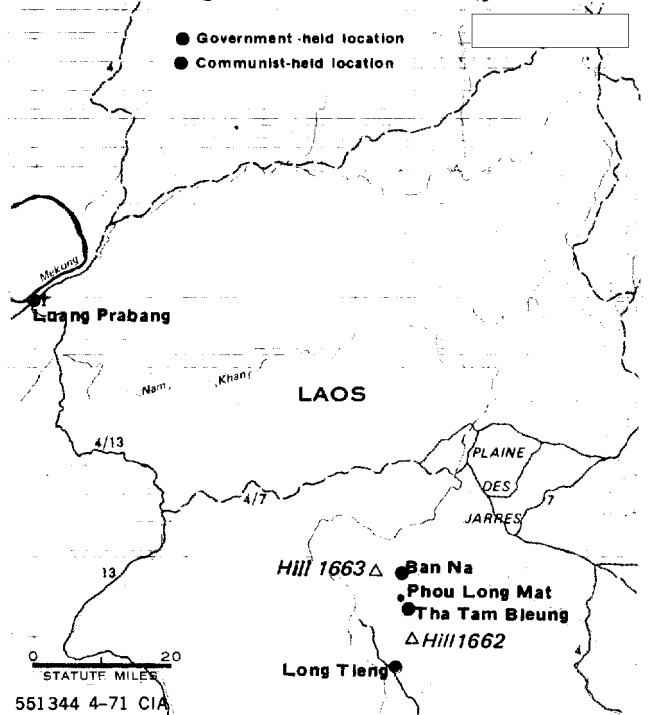 Government-held location
Communist-held location
4
Mekong
Luang Prabang
Nam Khan
LAOS
4/13
PLAINE
DES
JARRES
4/7
7
13
Hill 1663
Ban Na
Phou Long Mat
Tha Tam Bleung
Hill 1662
Long Tieng
4
0 20
STATUTE MILES
551344 4-71 CIA